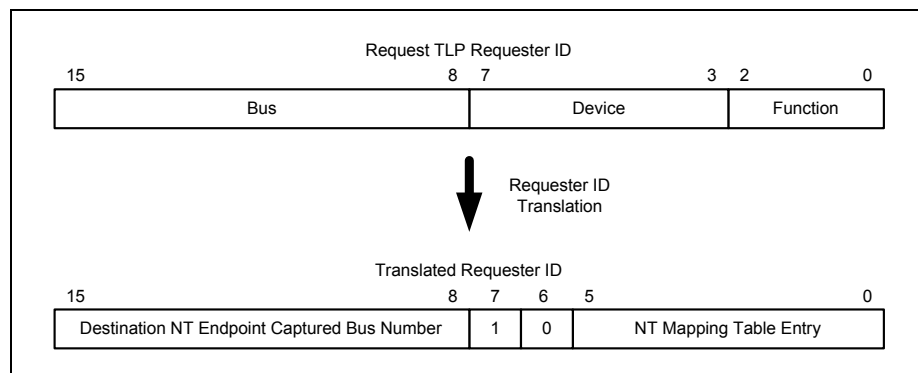 Request TLP Requester ID
15 8 7 3 2 0
Bus Device Function
Requester ID
Translation
Translated Requester ID
15 8 7 6 5 0
Destination NT Endpoint Captured Bus Number 1 0 NT Mapping Table Entry